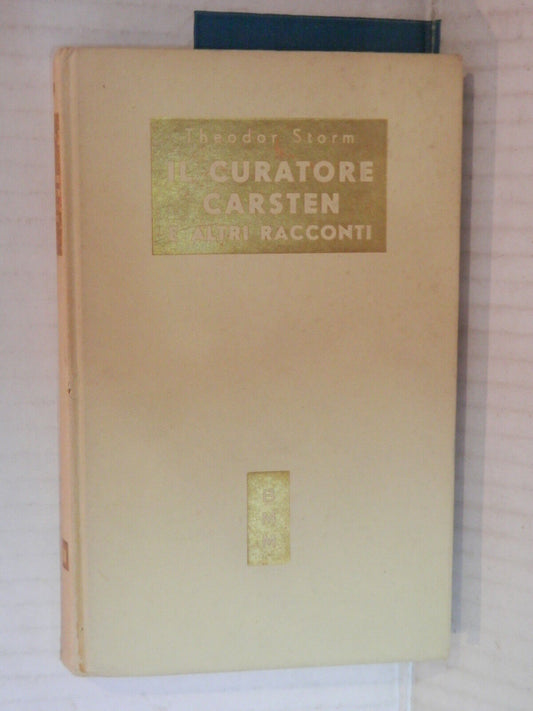 Theodor Storm
IL CURATORE
CARSTEN
E ALTRI RACCONTI
B
M
M